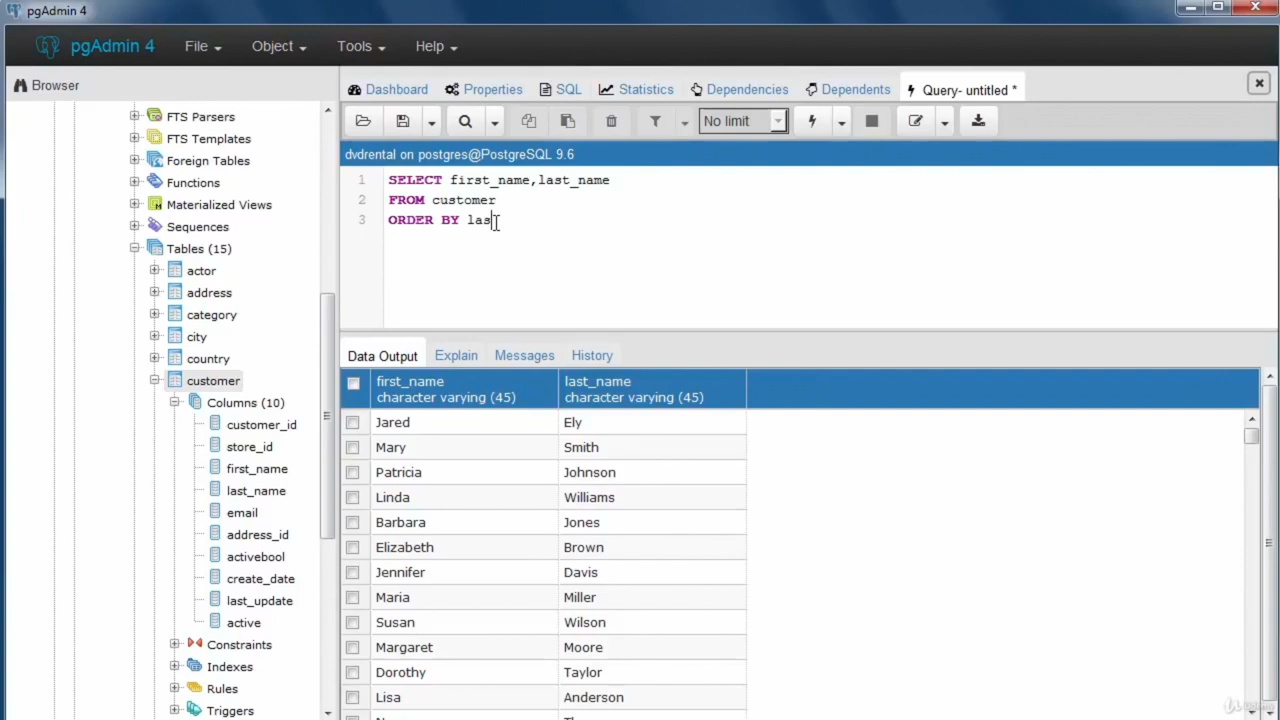 pgAdmin 4
pgAdmin 4 File Object Tools Help
Browser
Dashboard Properties SQL Statistics Dependencies Dependents Query- untitled *
No limit
dvdrental on postgres@PostgreSQL 9.6
1 SELECT first_name,last_name
2 FROM customer
3 ORDER BY las
FTS Parsers
FTS Templates
Foreign Tables
Functions
Materialized Views
Sequences
Tables (15)
actor
address
category
city
country
customer
Columns (10)
customer_id
store_id
first_name
last_name
email
address_id
activebool
create_date
last_update
active
Constraints
Indexes
Rules
Triggers
Data Output Explain Messages History
first_name last_name
character varying (45) character varying (45)
Jared Ely
Mary Smith
Patricia Johnson
Linda Williams
Barbara Jones
Elizabeth Brown
Jennifer Davis
Maria Miller
Susan Wilson
Margaret Moore
Dorothy Taylor
Lisa Anderson